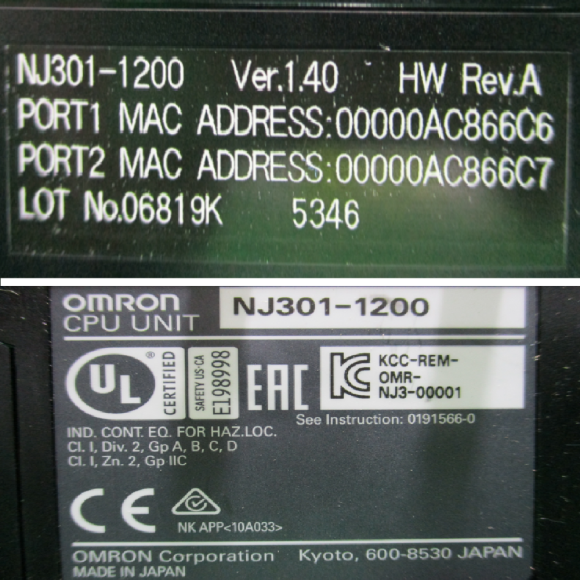 NJ301-1200 Ver.1.40 HW Rev.A
PORT1 MAC ADDRESS:00000AC866C6
PORT2 MAC ADDRESS:00000AC866C7
LOT No.06819K 5346
OMRON
CPU UNIT
NJ301-1200
UL ®
CERTIFIED
SAFETY US-CA
E198998
EAC
KCC-REM-
OMR-
NJ3-00001
See Instruction: 0191566-0
IND. CONT. EQ. FOR HAZ.LOC.
Cl. I, Div. 2, Gp A, B, C, D
Cl. I, Zn. 2, Gp IIC
CE
NK APP<10A033>
OMRON Corporation Kyoto, 600-8530 JAPAN
MADE IN JAPAN